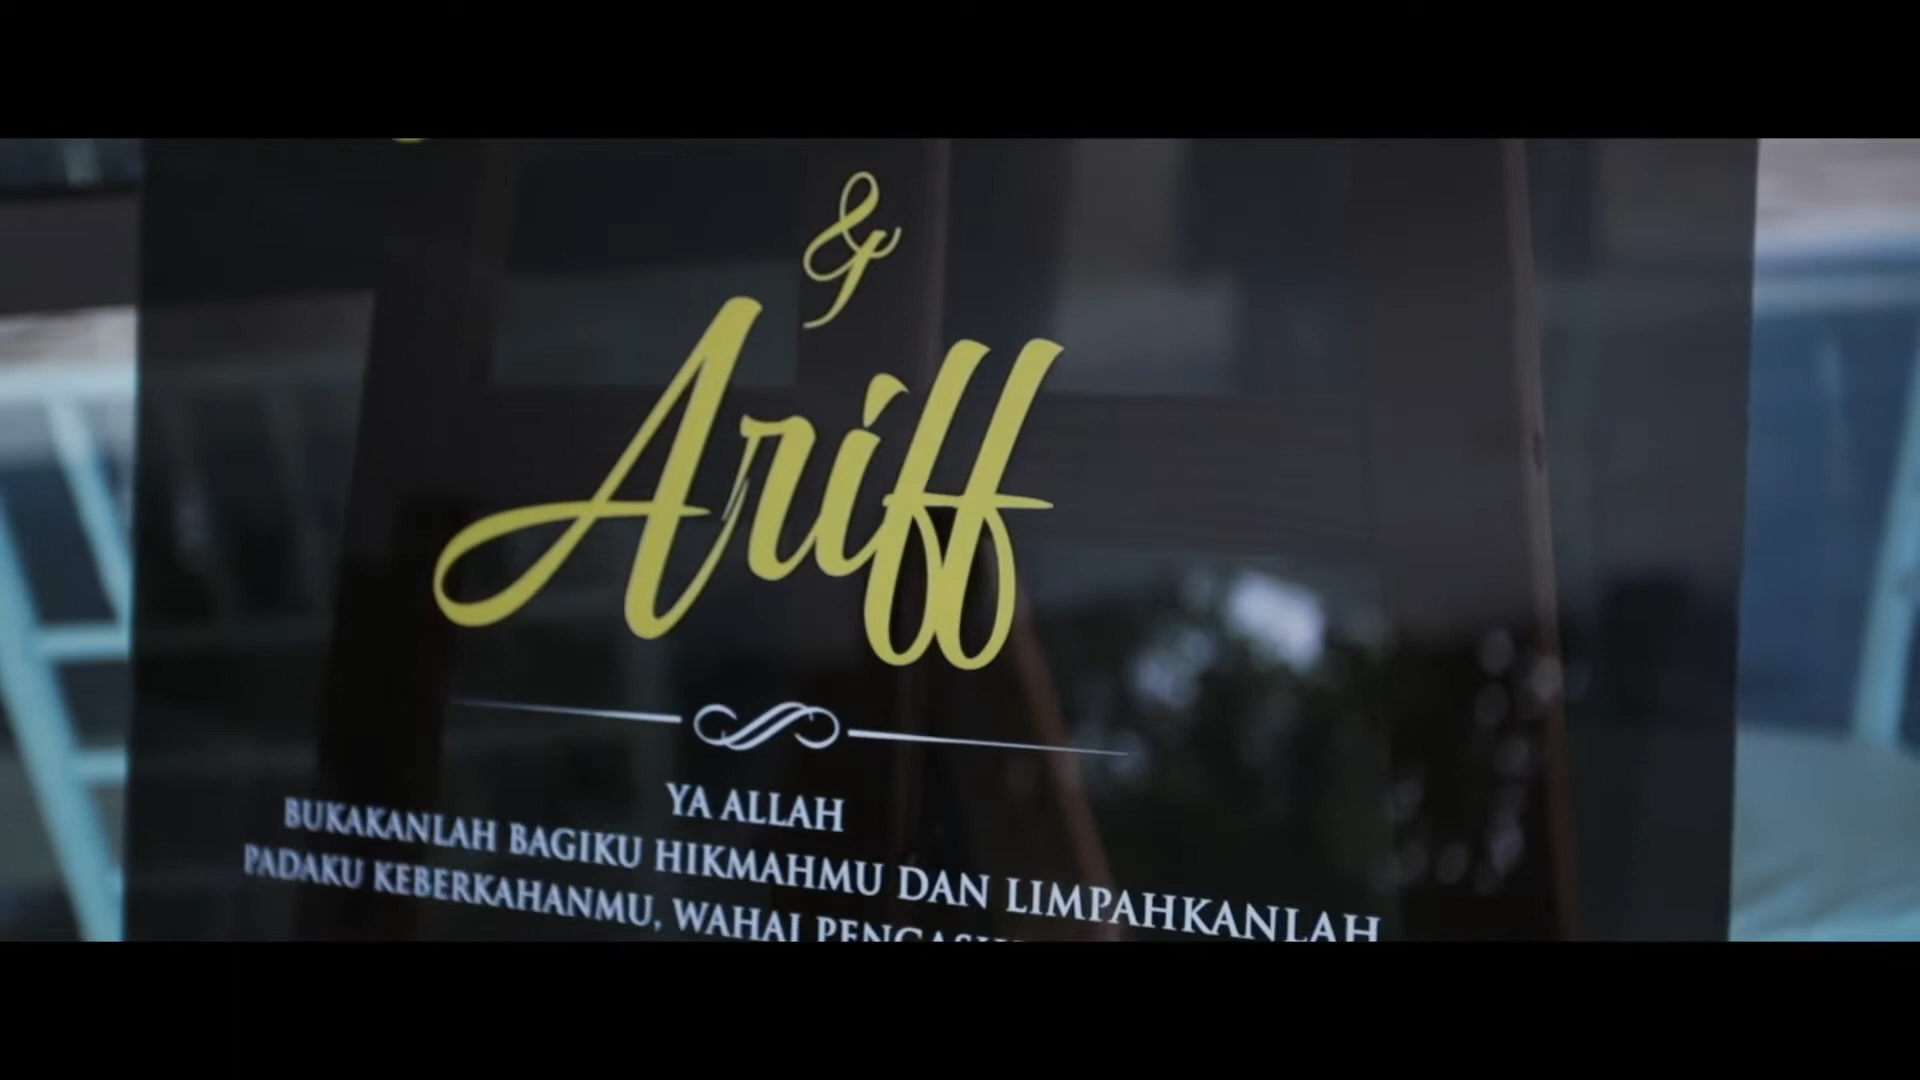 &
Ariff
YA ALLAH
BUKAKANLAH BAGIKU HIKMAHMU DAN LIMPAHKANLAH
PADAKU KEBERKAHANMU, WAHAI